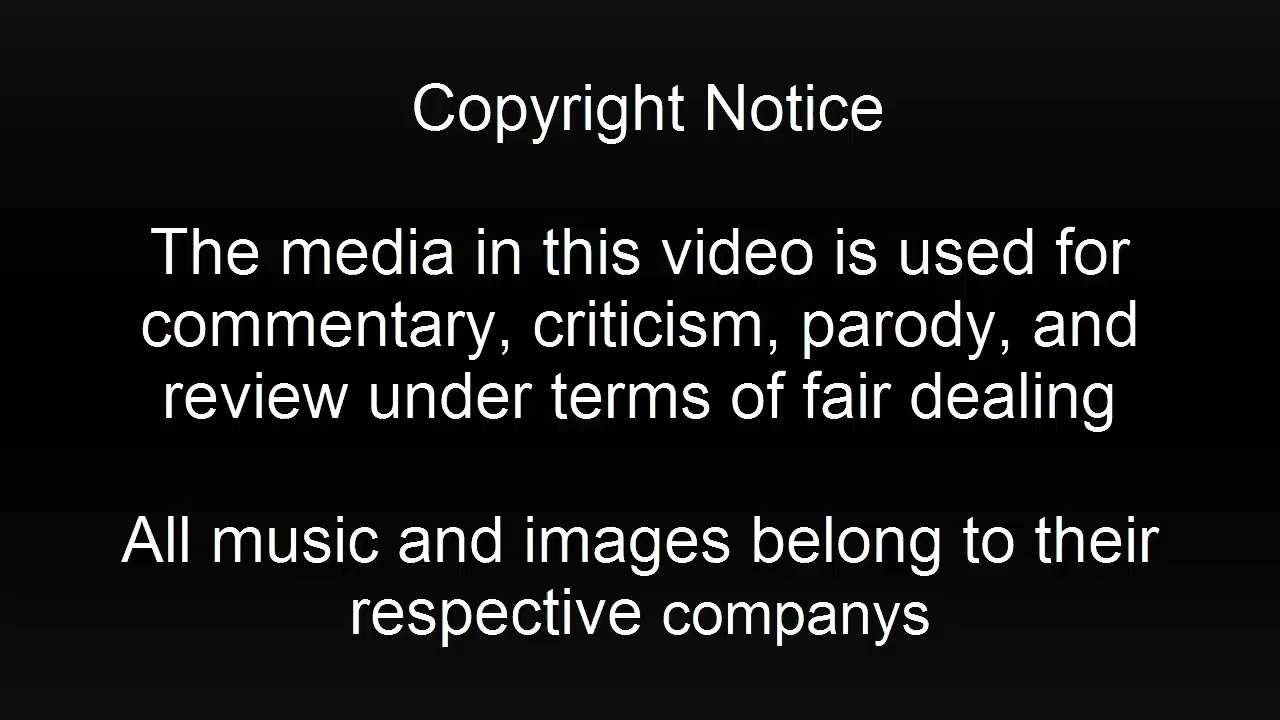 Copyright Notice
The media in this video is used for
commentary, criticism, parody, and
review under terms of fair dealing
All music and images belong to their
respective companys